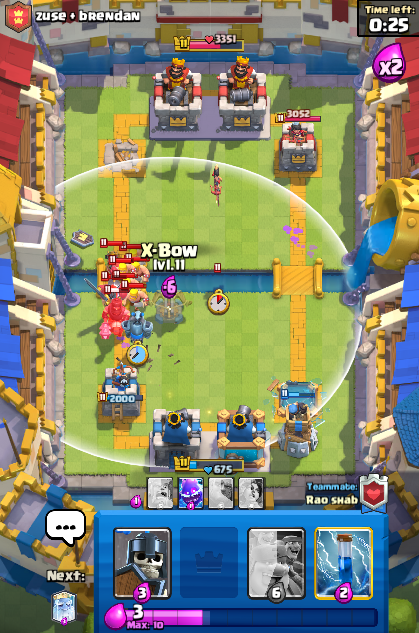 zuse + brendan
Time left:
0:25
3351
x2
3052
X-Bow
lvl.11
-6
2000
675
Teammate:
Rao shab
3
6
2
Next:
3
Max: 10